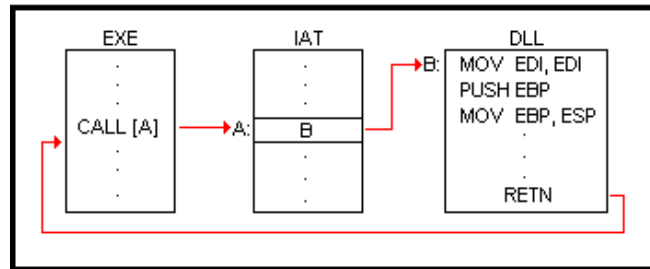 EXE
.
.
.
CALL [A]
.
.
.
IAT
.
.
.
A:
B
.
.
.
DLL
B:
MOV EDI, EDI
PUSH EBP
MOV EBP, ESP
.
.
RETN